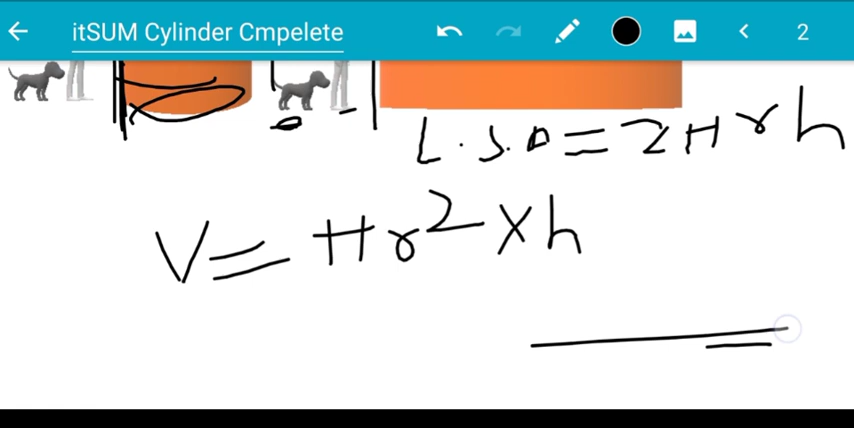 itSUM Cylinder Cmpelete
2
L.S.A = 2πrh
V = πr² × h